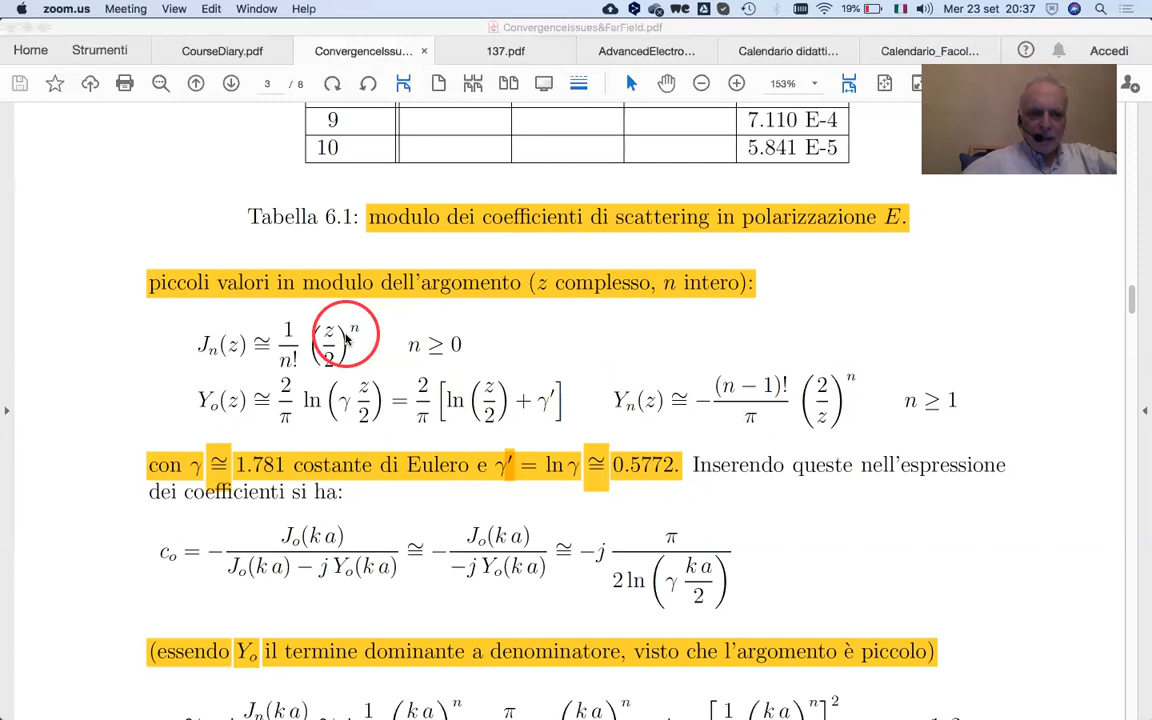 zoom.us Meeting View Edit Window Help 19% Mer 23 set 20:37
ConvergenceIssues&FarField.pdf
Home Strumenti CourseDiary.pdf ConvergenceIssu... × 137.pdf AdvancedElectro... Calendario didatti... Calendario_Facol... Accedi
3 / 8 153%
9 7.110 E-4
10 5.841 E-5
Tabella 6.1: modulo dei coefficienti di scattering in polarizzazione E.
piccoli valori in modulo dell'argomento (z complesso, n intero):
J_n(z) ≅ 1/n! (z/2)^n n ≥ 0
Y_o(z) ≅ 2/π ln (γ z/2) = 2/π [ln (z/2) + γ′] Y_n(z) ≅ −(n − 1)!/π (2/z)^n n ≥ 1
con γ ≅ 1.781 costante di Eulero e γ′ = ln γ ≅ 0.5772. Inserendo queste nell'espressione
dei coefficienti si ha:
c_o = − J_o(k a)/(J_o(k a) − j Y_o(k a)) ≅ − J_o(k a)/(−j Y_o(k a)) ≅ −j π/(2 ln (γ k a/2))
(essendo Y_o il termine dominante a denominatore, visto che l'argomento è piccolo)
J_n(k a) 1 (k a)^n π (k a)^n [1 (k a)^n]^2